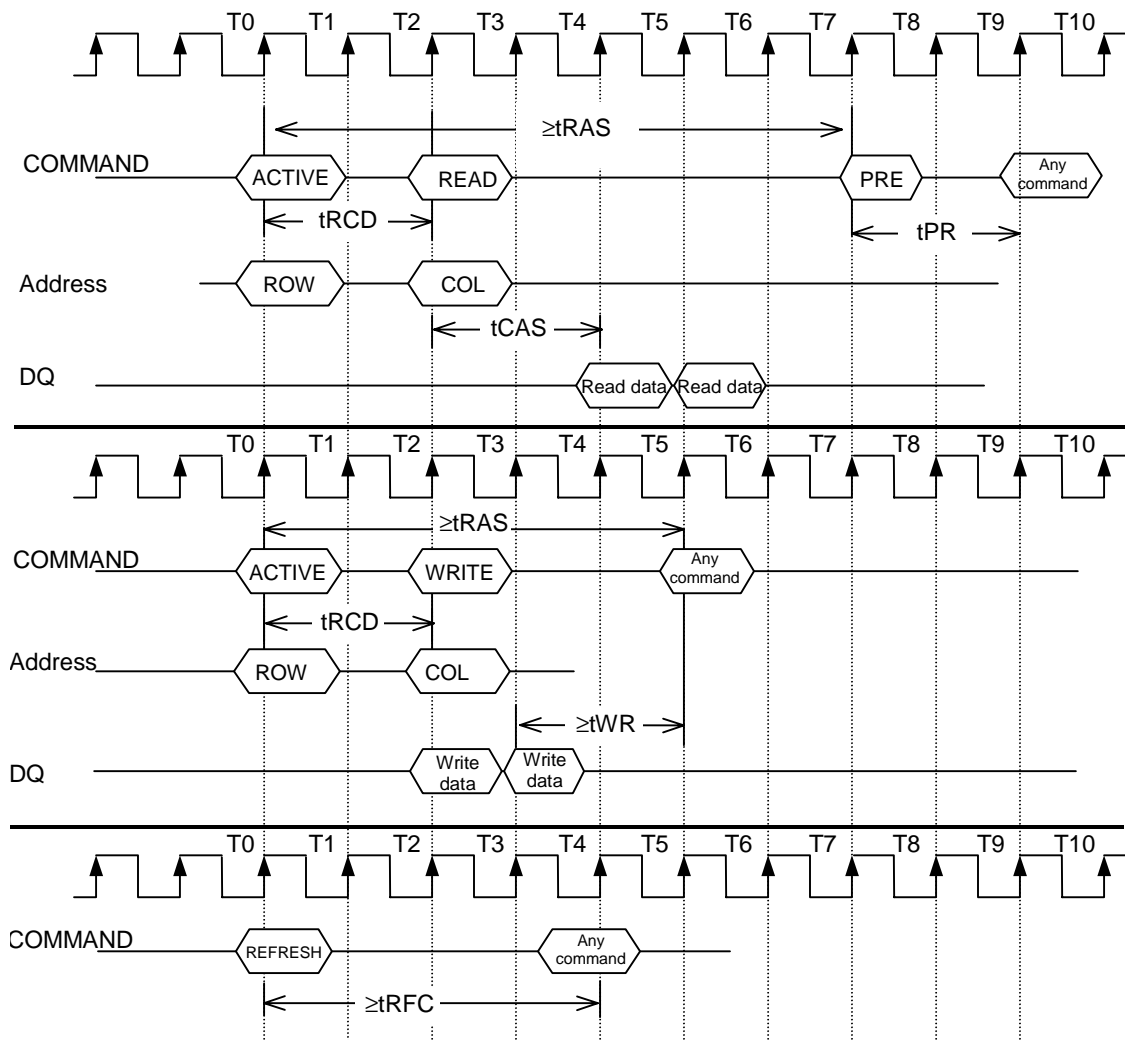 T0 T1 T2 T3 T4 T5 T6 T7 T8 T9 T10
≥tRAS
COMMAND
ACTIVE READ PRE Any command
tRCD tPR
Address
ROW COL
tCAS
DQ
Read data Read data
T0 T1 T2 T3 T4 T5 T6 T7 T8 T9 T10
≥tRAS
COMMAND
ACTIVE WRITE Any command
tRCD
Address
ROW COL
≥tWR
DQ
Write data Write data
T0 T1 T2 T3 T4 T5 T6 T7 T8 T9 T10
COMMAND
REFRESH Any command
≥tRFC